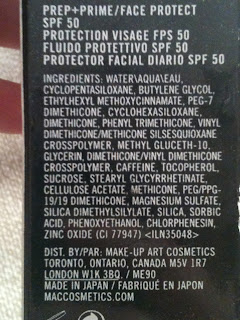 PREP+PRIME/FACE PROTECT
SPF 50
PROTECTION VISAGE FPS 50
FLUIDO PROTETTIVO SPF 50
PROTECTOR FACIAL DIARIO SPF 50
INGREDIENTS: WATER\AQUA\EAU,
CYCLOPENTASILOXANE, BUTYLENE GLYCOL,
ETHYLHEXYL METHOXYCINNAMATE, PEG-7
DIMETHICONE, CYCLOHEXASILOXANE,
DIMETHICONE, PHENYL TRIMETHICONE, VINYL
DIMETHICONE/METHICONE SILSESQUIOXANE
CROSSPOLYMER, METHYL GLUCETH-10,
GLYCERIN, DIMETHICONE/VINYL DIMETHICONE
CROSSPOLYMER, CAFFEINE, TOCOPHEROL,
SUCROSE, STEARYL GLYCYRRHETINATE,
CELLULOSE ACETATE, METHICONE, PEG/PPG-
19/19 DIMETHICONE, MAGNESIUM SULFATE,
SILICA DIMETHYLSILYLATE, SILICA, SORBIC
ACID, PHENOXYETHANOL, CHLORPHENESIN,
ZINC OXIDE (CI 77947) <ILN35048>
DIST. BY/PAR: MAKE-UP ART COSMETICS
TORONTO, ONTARIO, CANADA M5V 1R7
LONDON W1K 3BQ. / ME90
MADE IN JAPAN / FABRIQUÉ EN JAPON
MACCOSMETICS.COM